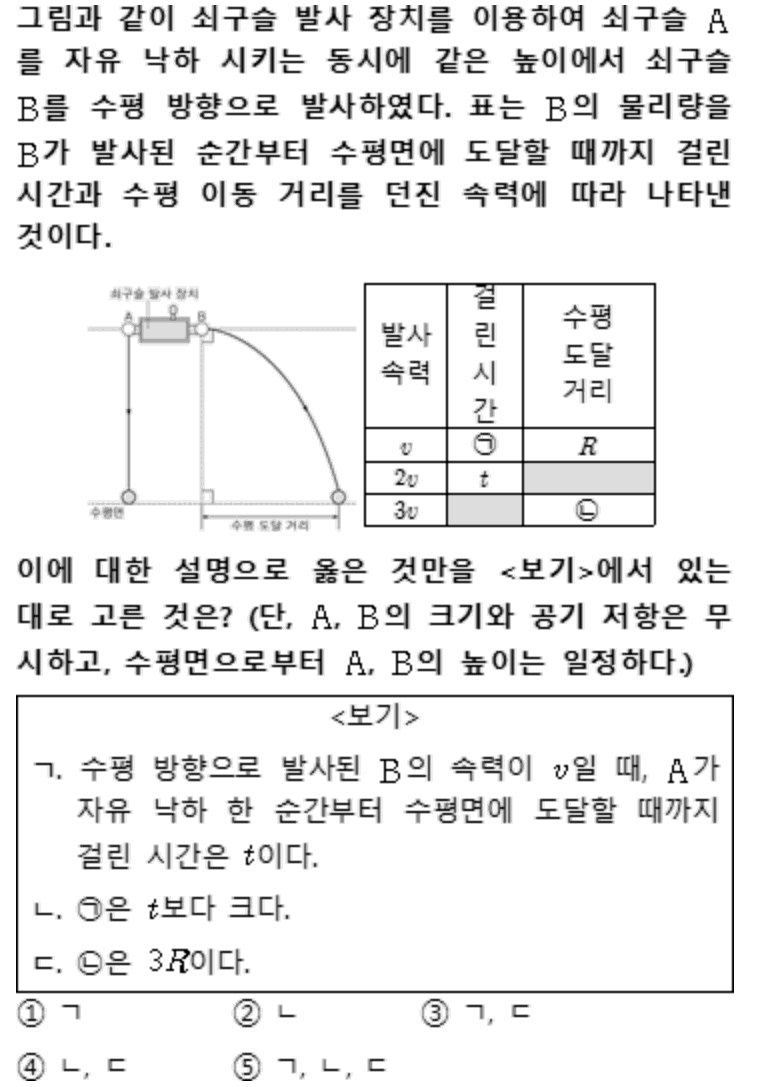 그림과 같이 쇠구슬 발사 장치를 이용하여 쇠구슬 A
를 자유 낙하 시키는 동시에 같은 높이에서 쇠구슬
B를 수평 방향으로 발사하였다. 표는 B의 물리량을
B가 발사된 순간부터 수평면에 도달할 때까지 걸린
시간과 수평 이동 거리를 던진 속력에 따라 나타낸
것이다.
쇠구슬 발사 장치
A B
수평면
수평 도달 거리
발사 속력 걸린 시간 수평 도달 거리
v ㉠ R
2v t
3v ㉡
이에 대한 설명으로 옳은 것만을 <보기>에서 있는
대로 고른 것은? (단, A, B의 크기와 공기 저항은 무
시하고, 수평면으로부터 A, B의 높이는 일정하다.)
<보기>
ㄱ. 수평 방향으로 발사된 B의 속력이 v일 때, A가
자유 낙하 한 순간부터 수평면에 도달할 때까지
걸린 시간은 t이다.
ㄴ. ㉠은 t보다 크다.
ㄷ. ㉡은 3R이다.
① ㄱ ② ㄴ ③ ㄱ, ㄷ
④ ㄴ, ㄷ ⑤ ㄱ, ㄴ, ㄷ